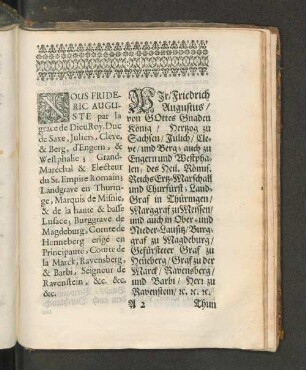 NOUS FRIDE-
RIC AUGU-
STE par la
grace de Dieu Roy, Duc
de Saxe, Juliers, Cleve,
& Berg, d'Engern, &
Westphalie; Grand-
Marechal & Electeur
du St. Empire Romain;
Landgrave en Thurin-
ge, Marquis de Misnie,
& de la haute & basse
Lusace, Burggrave de
Magdeburg, Comte de
Henneberg erigé en
Principauté, Comte de
la Marck, Ravensberg,
& Barbi, Seigneur de
Ravenstein, &c. &c.
&c.
WIr/ Friedrich
Augustus/
von GOttes Gnaden
König/ Herzog zu
Sachsen/ Jülich/ Cle-
ve/ und Berg/ auch zu
Engern und Westpha-
len/ des Heil. Römis.
Reichs Ertz-Marschall
und Churfürst/ Land-
Graf in Thüringen/
Marggraf zu Meissen/
und auch in Ober- und
Nieder-Lausitz/ Burg-
graf zu Magdeburg/
Gefürsteter Graf zu
Heneberg/ Graf zu der
Marck/ Ravensberg/
und Barbi/ Herr zu
Ravenstein/ ꝛc. ꝛc. ꝛc.
A 2 Thun